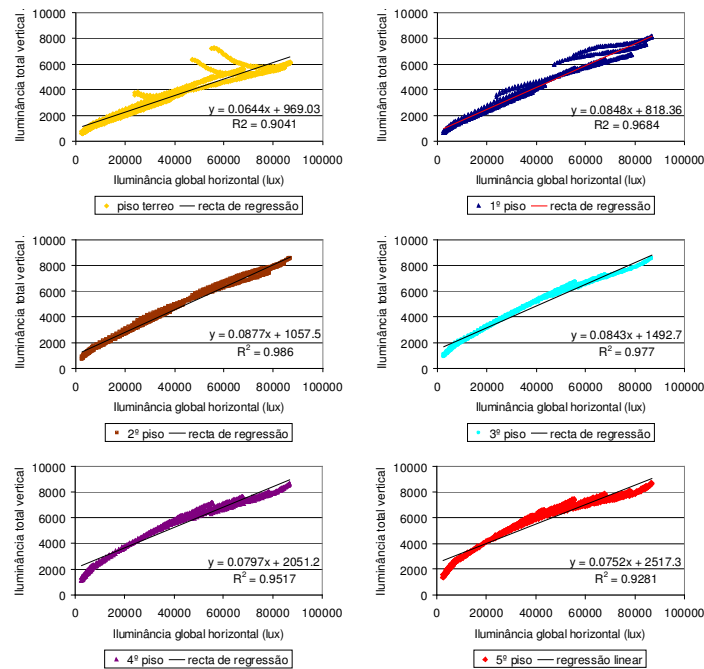 Iluminância total vertical.
10000
8000
6000
4000
2000
0
y = 0.0644x + 969.03
R2 = 0.9041
0 20000 40000 60000 80000 100000
Iluminância global horizontal (lux)
piso terreo recta de regressão
Iluminância total vertical.
10000
8000
6000
4000
2000
0
y = 0.0848x + 818.36
R2 = 0.9684
0 20000 40000 60000 80000 100000
Iluminância global horizontal (lux)
1º piso recta de regressão
Iluminância total vertical.
10000
8000
6000
4000
2000
0
y = 0.0877x + 1057.5
R² = 0.986
0 20000 40000 60000 80000 100000
Iluminância global horizontal (lux)
2º piso recta de regressão
Iluminância total vertical.
10000
8000
6000
4000
2000
0
y = 0.0843x + 1492.7
R² = 0.977
0 20000 40000 60000 80000 100000
Iluminância global horizontal (lux)
3º piso recta de regressão
Iluminância total vertical.
10000
8000
6000
4000
2000
0
y = 0.0797x + 2051.2
R² = 0.9517
0 20000 40000 60000 80000 100000
Iluminância global horizontal (lux)
4º piso recta de regressão
Iluminância total vertical.
10000
8000
6000
4000
2000
0
y = 0.0752x + 2517.3
R² = 0.9281
0 20000 40000 60000 80000 100000
Iluminância global horizontal (lux)
5º piso regressão linear